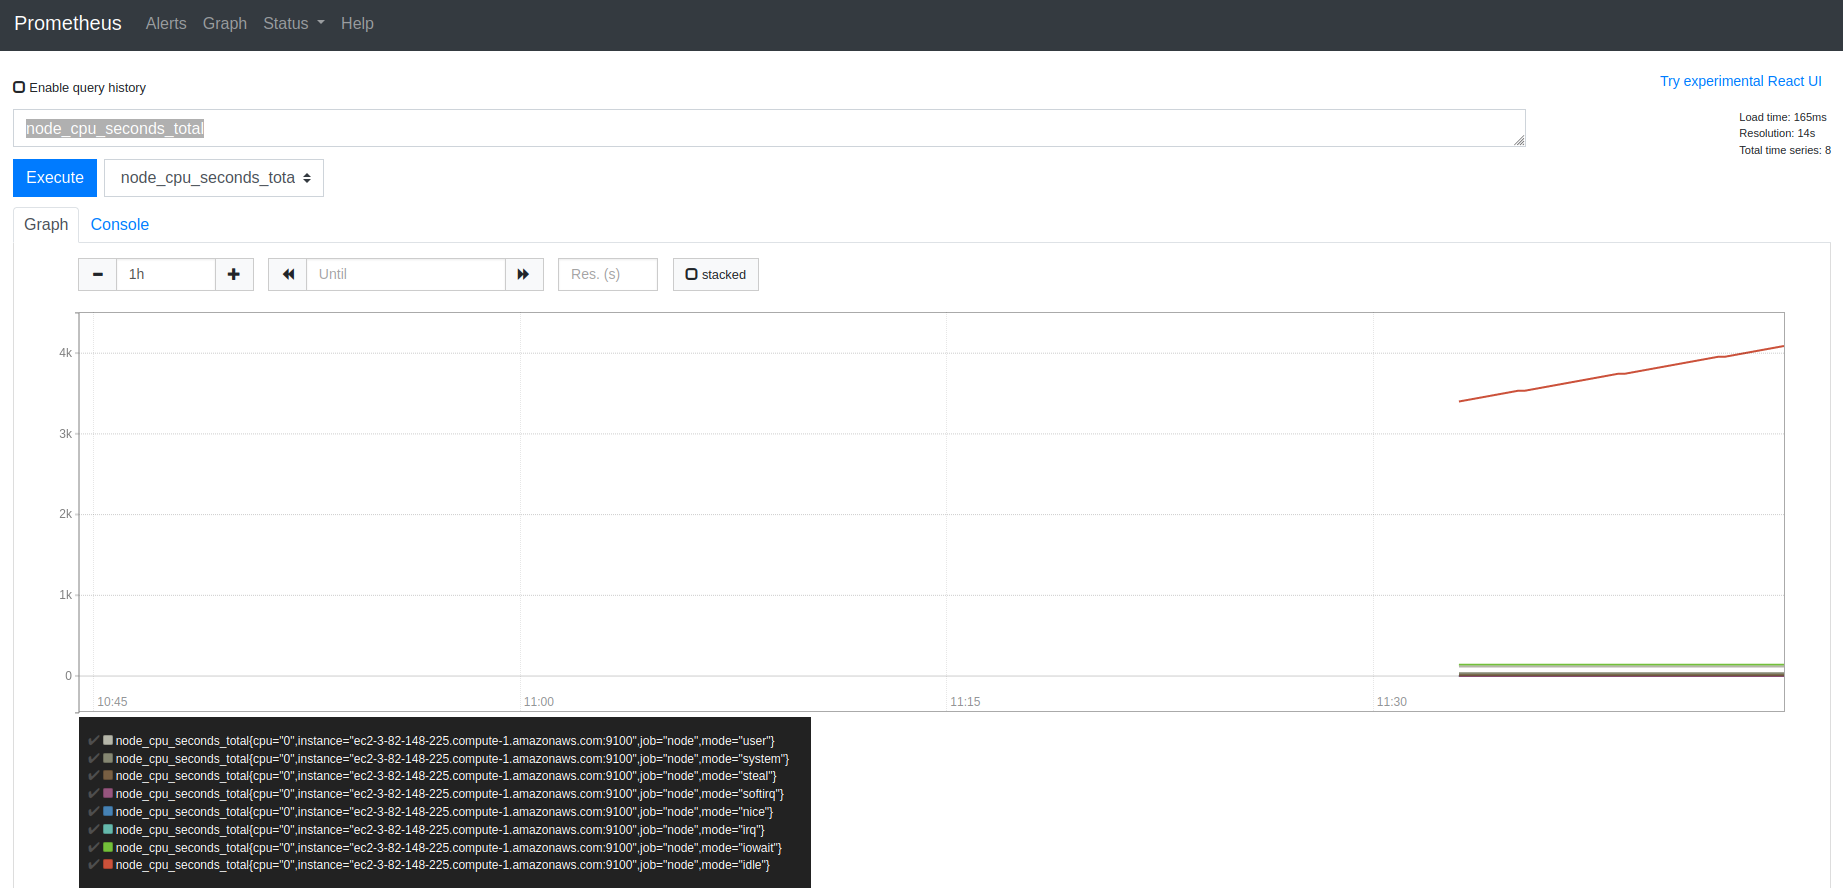 Prometheus Alerts Graph Status Help
Enable query history
Try experimental React UI
node_cpu_seconds_total
Load time: 165ms
Resolution: 14s
Total time series: 8
Execute
node_cpu_seconds_tota
Graph Console
1h
Until
Res. (s)
stacked
4k
3k
2k
1k
0
10:45 11:00 11:15 11:30
node_cpu_seconds_total{cpu="0",instance="ec2-3-82-148-225.compute-1.amazonaws.com:9100",job="node",mode="user"}
node_cpu_seconds_total{cpu="0",instance="ec2-3-82-148-225.compute-1.amazonaws.com:9100",job="node",mode="system"}
node_cpu_seconds_total{cpu="0",instance="ec2-3-82-148-225.compute-1.amazonaws.com:9100",job="node",mode="steal"}
node_cpu_seconds_total{cpu="0",instance="ec2-3-82-148-225.compute-1.amazonaws.com:9100",job="node",mode="softirq"}
node_cpu_seconds_total{cpu="0",instance="ec2-3-82-148-225.compute-1.amazonaws.com:9100",job="node",mode="nice"}
node_cpu_seconds_total{cpu="0",instance="ec2-3-82-148-225.compute-1.amazonaws.com:9100",job="node",mode="irq"}
node_cpu_seconds_total{cpu="0",instance="ec2-3-82-148-225.compute-1.amazonaws.com:9100",job="node",mode="iowait"}
node_cpu_seconds_total{cpu="0",instance="ec2-3-82-148-225.compute-1.amazonaws.com:9100",job="node",mode="idle"}